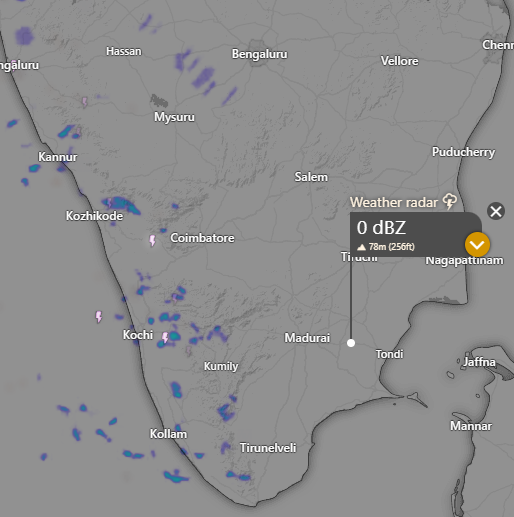 Hassan
Bengaluru
Chenn
Vellore
ngaluru
Mysuru
Kannur
Puducherry
Salem
Weather radar
Kozhikode
0 dBZ
78m (256ft)
Coimbatore
Tiruchi
Nagapattinam
Kochi
Madurai
Tondi
Jaffna
Kumily
Mannar
Kollam
Tirunelveli